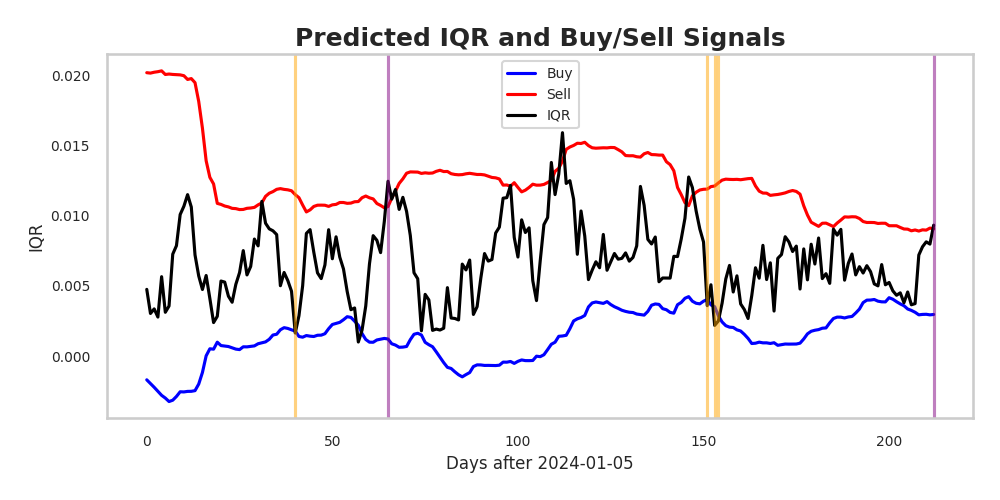 Predicted IQR and Buy/Sell Signals
Buy
Sell
IQR
0.020
0.015
0.010
0.005
0.000
IQR
0 50 100 150 200
Days after 2024-01-05